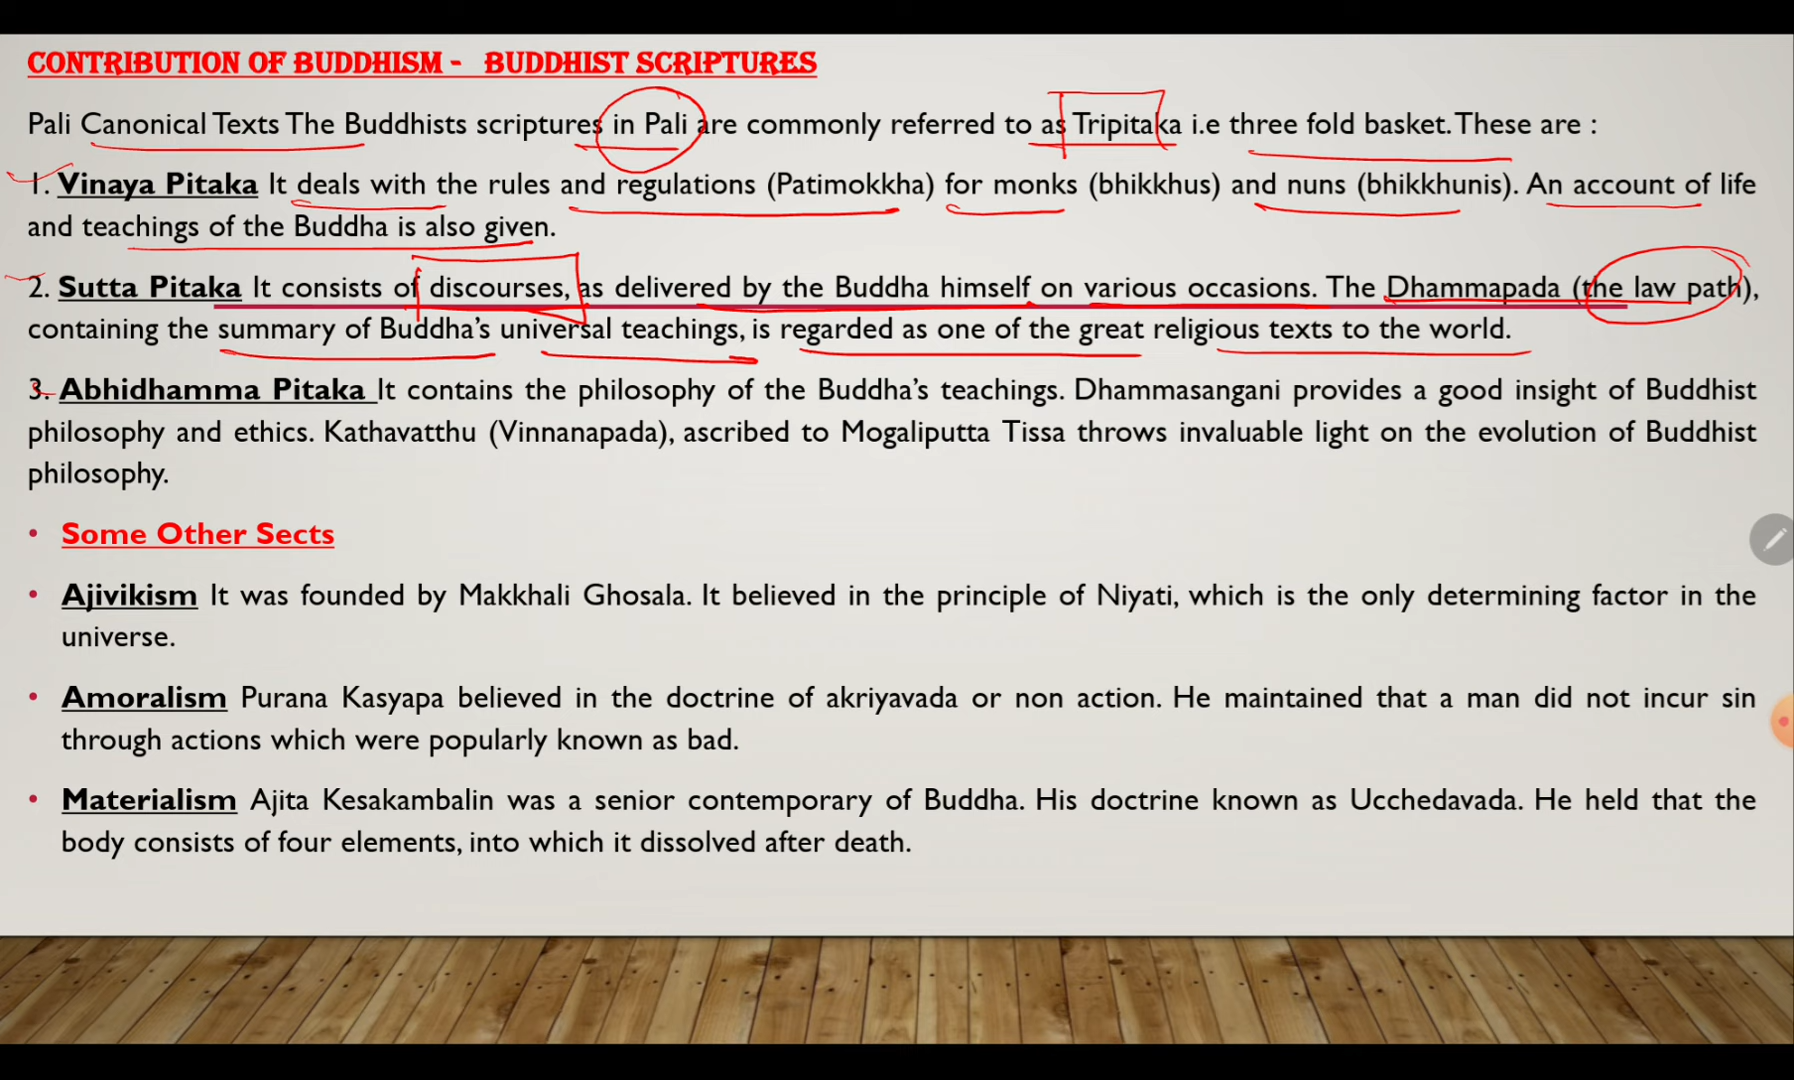 CONTRIBUTION OF BUDDHISM - BUDDHIST SCRIPTURES
Pali Canonical Texts The Buddhists scriptures in Pali are commonly referred to as Tripitaka i.e three fold basket. These are :
1. Vinaya Pitaka It deals with the rules and regulations (Patimokkha) for monks (bhikkhus) and nuns (bhikkhunis). An account of life
and teachings of the Buddha is also given.
2. Sutta Pitaka It consists of discourses, as delivered by the Buddha himself on various occasions. The Dhammapada (the law path),
containing the summary of Buddha's universal teachings, is regarded as one of the great religious texts to the world.
3. Abhidhamma Pitaka It contains the philosophy of the Buddha's teachings. Dhammasangani provides a good insight of Buddhist
philosophy and ethics. Kathavatthu (Vinnanapada), ascribed to Mogaliputta Tissa throws invaluable light on the evolution of Buddhist
philosophy.
• Some Other Sects
• Ajivikism It was founded by Makkhali Ghosala. It believed in the principle of Niyati, which is the only determining factor in the
universe.
• Amoralism Purana Kasyapa believed in the doctrine of akriyavada or non action. He maintained that a man did not incur sin
through actions which were popularly known as bad.
• Materialism Ajita Kesakambalin was a senior contemporary of Buddha. His doctrine known as Ucchedavada. He held that the
body consists of four elements, into which it dissolved after death.